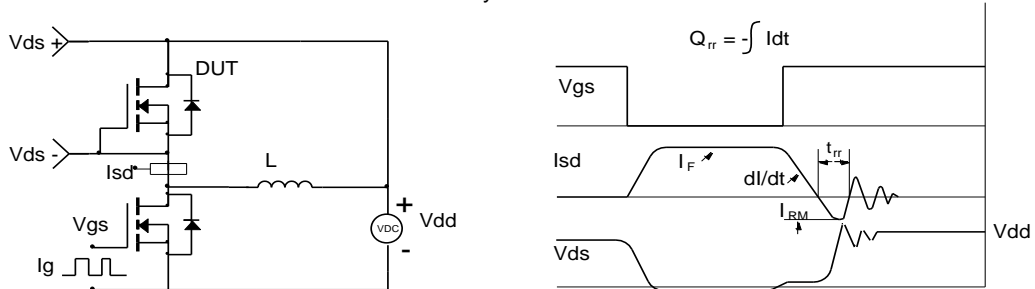 Vds +
DUT
Vds -
Isd
L
Vgs
Ig
+
VDC
-
Vdd
Qrr = -∫ Idt
Vgs
Isd
IF
dI/dt
trr
IRM
Vds
Vdd